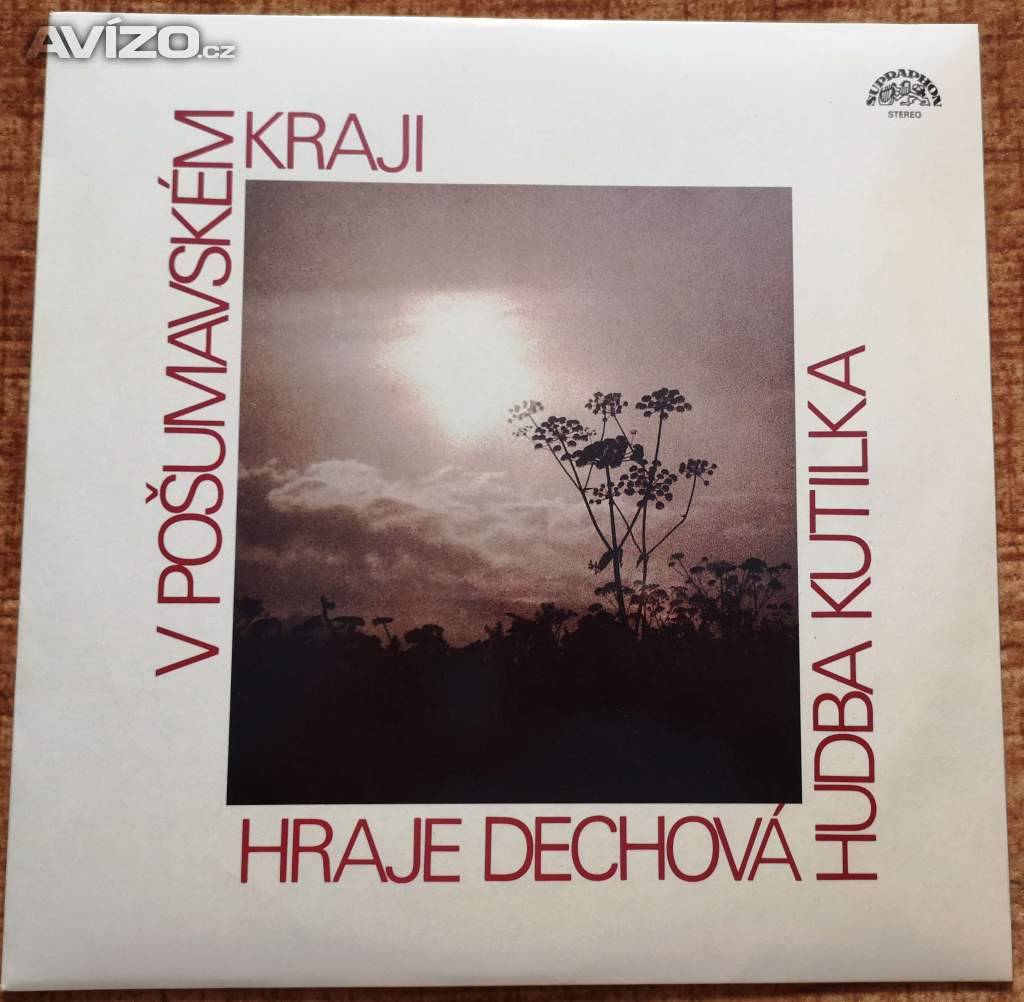 AVÍZO.cz
SUPRAPHON
STEREO
V POŠUMAVSKÉM
KRAJI
HRAJE DECHOVÁ
HUDBA KUTILKA